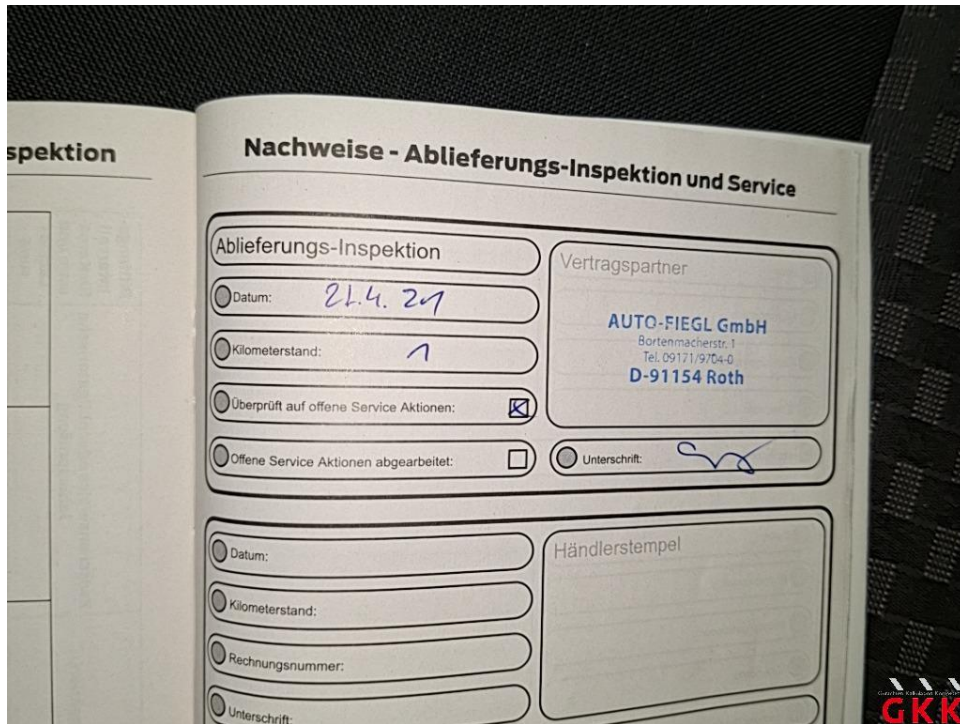 spektion
Nachweise - Ablieferungs-Inspektion und Service
Ablieferungs-Inspektion
Datum: 21.4.21
Kilometerstand: 1
Überprüft auf offene Service Aktionen:
Offene Service Aktionen abgearbeitet:
Vertragspartner
AUTO-FIEGL GmbH
Bortenmacherstr. 1
Tel. 09171/9704-0
D-91154 Roth
Unterschrift:
Datum:
Kilometerstand:
Rechnungsnummer:
Unterschrift:
Händlerstempel
GKK